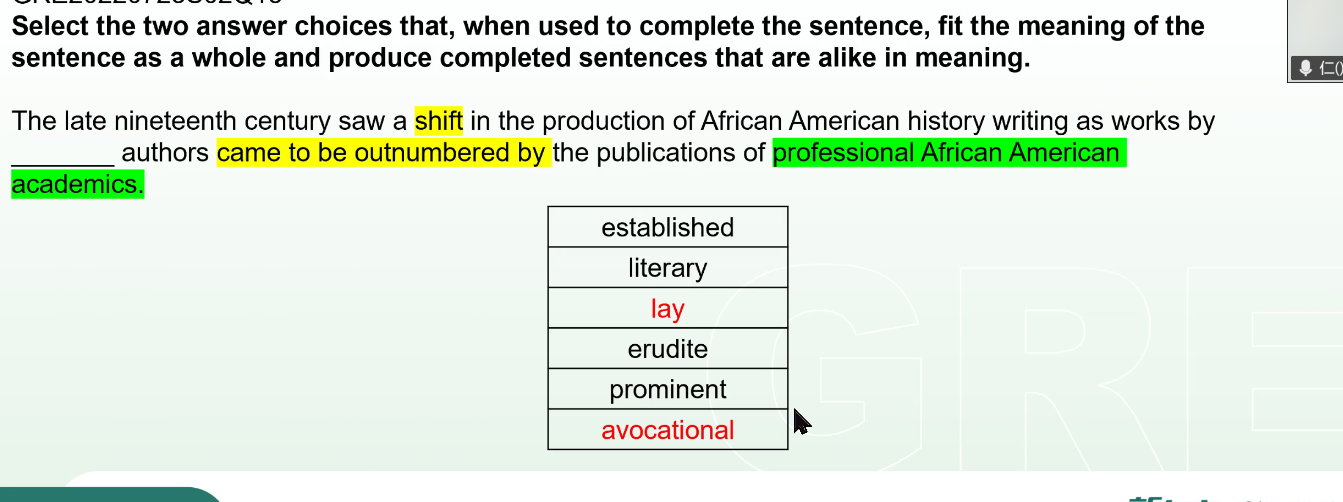 Select the two answer choices that, when used to complete the sentence, fit the meaning of the
sentence as a whole and produce completed sentences that are alike in meaning.
The late nineteenth century saw a shift in the production of African American history writing as works by
_______ authors came to be outnumbered by the publications of professional African American
academics.
established
literary
lay
erudite
prominent
avocational
GRE